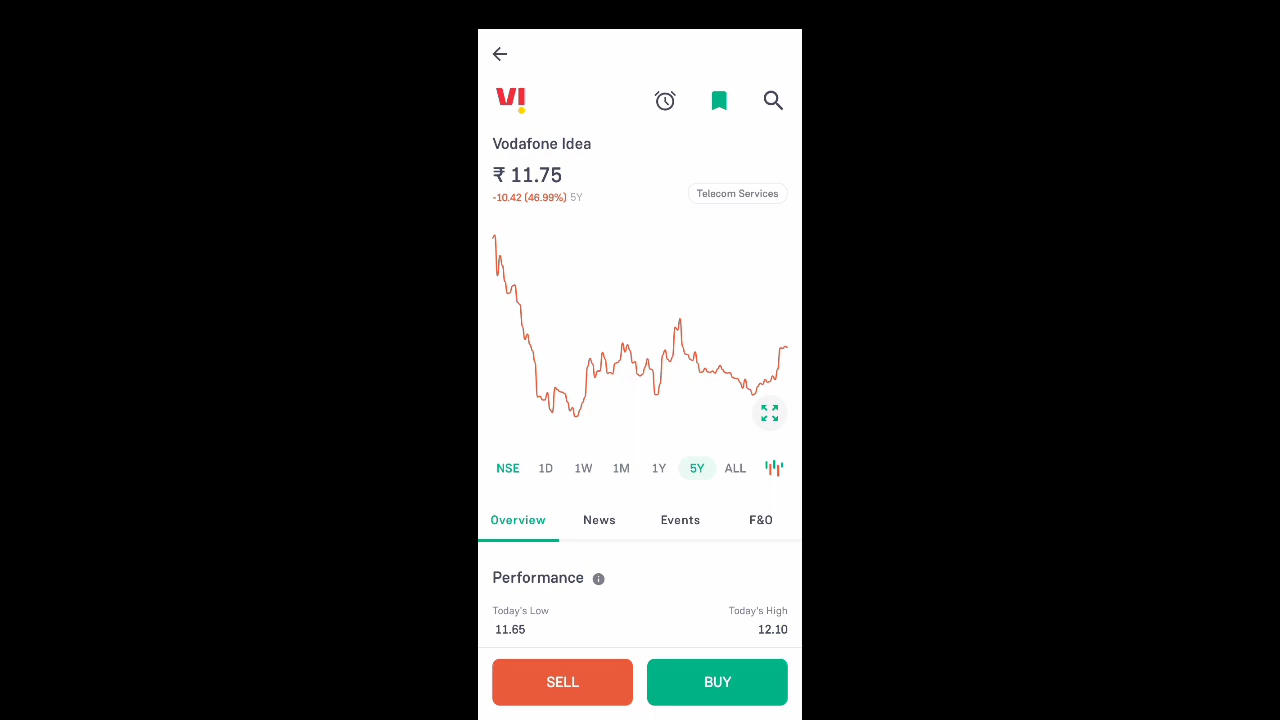 VI
Vodafone Idea
₹ 11.75
-10.42 (46.99%) 5Y
Telecom Services
NSE 1D 1W 1M 1Y 5Y ALL
Overview News Events F&O
Performance
Today's Low Today's High
11.65 12.10
SELL BUY